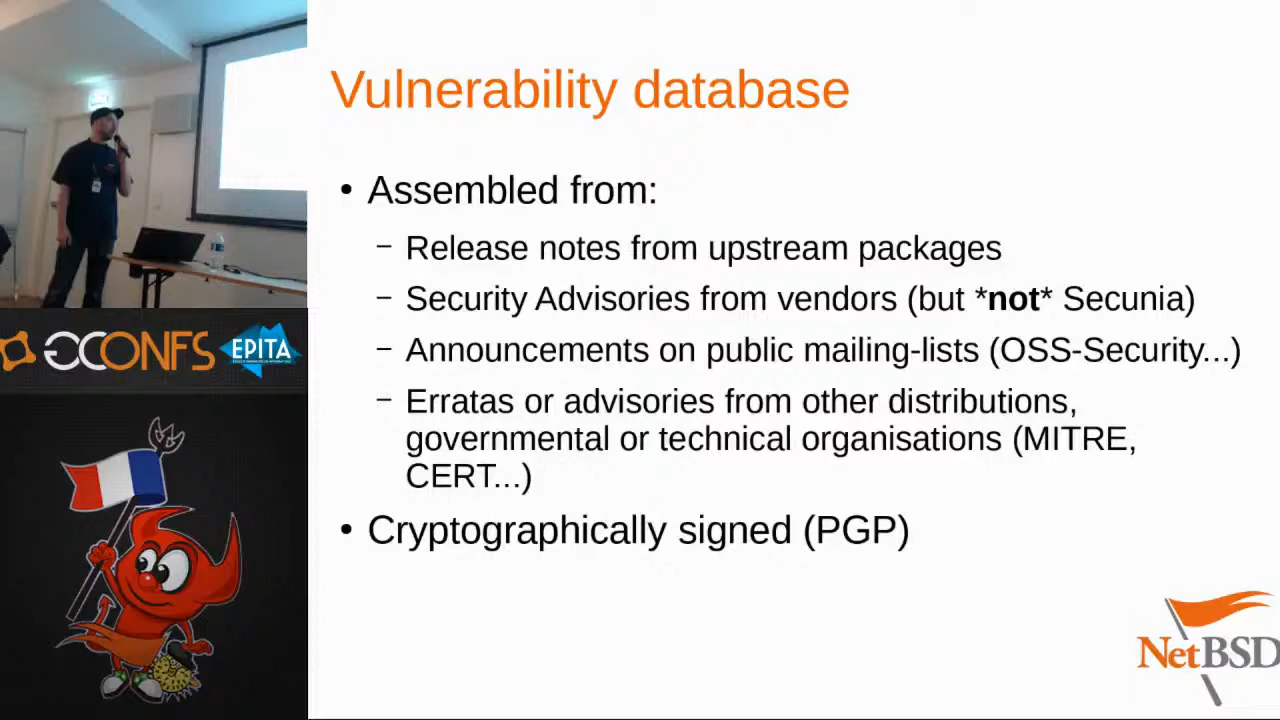 Vulnerability database
• Assembled from:
– Release notes from upstream packages
– Security Advisories from vendors (but *not* Secunia)
– Announcements on public mailing-lists (OSS-Security...)
– Erratas or advisories from other distributions,
governmental or technical organisations (MITRE,
CERT...)
• Cryptographically signed (PGP)
GCONFS
EPITA
NetBSD